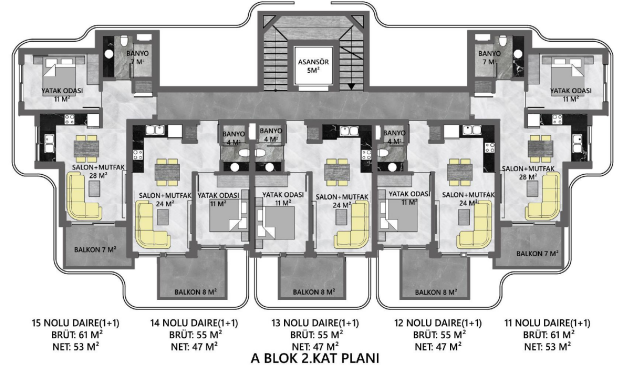 BANYO
7 M²
ASANSÖR
5M²
BANYO
7 M²
YATAK ODASI
11 M²
YATAK ODASI
11 M²
BANYO
4 M²
BANYO
4 M²
BANYO
4 M²
SALON+MUTFAK
28 M²
SALON+MUTFAK
28 M²
SALON+MUTFAK
24 M²
YATAK ODASI
11 M²
YATAK ODASI
11 M²
SALON+MUTFAK
24 M²
YATAK ODASI
11 M²
SALON+MUTFAK
24 M²
BALKON 7 M²
BALKON 7 M²
BALKON 8 M²
BALKON 8 M²
BALKON 8 M²
15 NOLU DAIRE(1+1)
BRÜT: 61 M²
NET: 53 M²
14 NOLU DAIRE(1+1)
BRÜT: 55 M²
NET: 47 M²
13 NOLU DAIRE(1+1)
BRÜT: 55 M²
NET: 47 M²
12 NOLU DAIRE(1+1)
BRÜT: 55 M²
NET: 47 M²
11 NOLU DAIRE(1+1)
BRÜT: 61 M²
NET: 53 M²
A BLOK 2.KAT PLANI